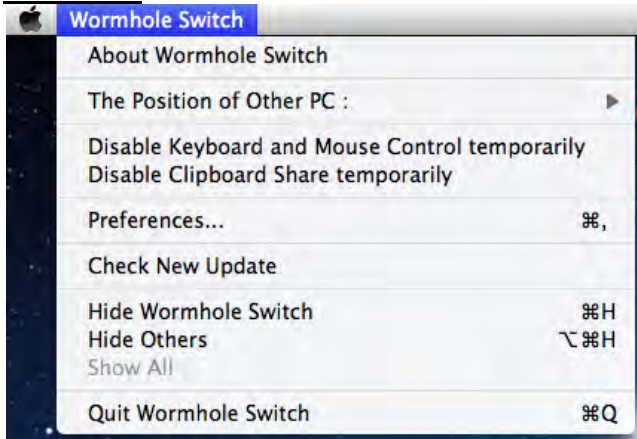 Wormhole Switch
About Wormhole Switch
The Position of Other PC :
Disable Keyboard and Mouse Control temporarily
Disable Clipboard Share temporarily
Preferences... ⌘,
Check New Update
Hide Wormhole Switch ⌘H
Hide Others ⌥⌘H
Show All
Quit Wormhole Switch ⌘Q